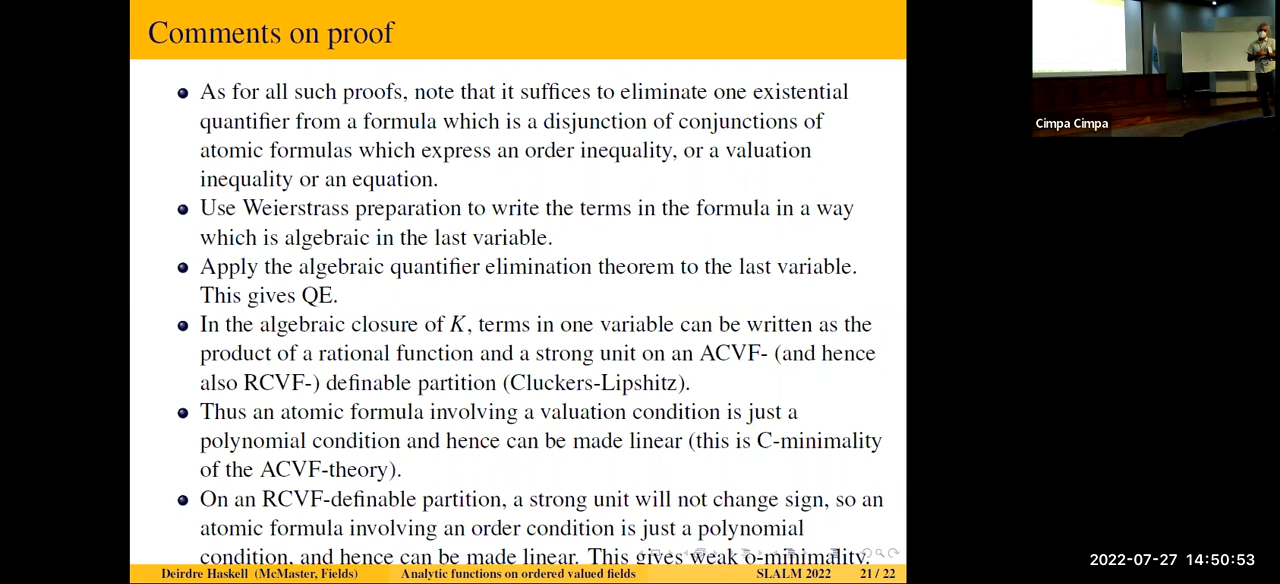 Comments on proof
As for all such proofs, note that it suffices to eliminate one existential
quantifier from a formula which is a disjunction of conjunctions of
atomic formulas which express an order inequality, or a valuation
inequality or an equation.
Use Weierstrass preparation to write the terms in the formula in a way
which is algebraic in the last variable.
Apply the algebraic quantifier elimination theorem to the last variable.
This gives QE.
In the algebraic closure of K, terms in one variable can be written as the
product of a rational function and a strong unit on an ACVF- (and hence
also RCVF-) definable partition (Cluckers-Lipshitz).
Thus an atomic formula involving a valuation condition is just a
polynomial condition and hence can be made linear (this is C-minimality
of the ACVF-theory).
On an RCVF-definable partition, a strong unit will not change sign, so an
atomic formula involving an order condition is just a polynomial
condition, and hence can be made linear. This gives weak o-minimality.
Deirdre Haskell (McMaster, Fields) Analytic functions on ordered valued fields SLALM 2022 21 / 22
Cimpa Cimpa
2022-07-27 14:50:53